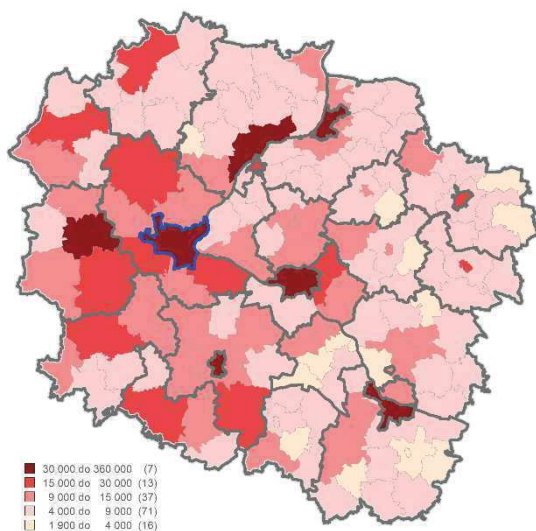 30 000 do 360 000 (7)
15 000 do 30 000 (13)
9 000 do 15 000 (37)
4 000 do 9 000 (71)
1 900 do 4 000 (16)